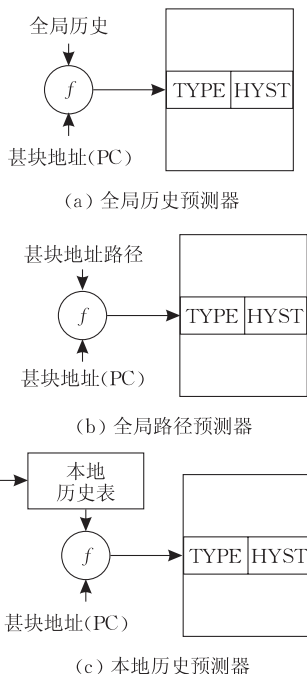 全局历史
f
TYPE HYST
甚块地址(PC)
(a) 全局历史预测器
甚块地址路径
f
TYPE HYST
甚块地址(PC)
(b) 全局路径预测器
本地
历史表
f
TYPE HYST
甚块地址(PC)
(c) 本地历史预测器